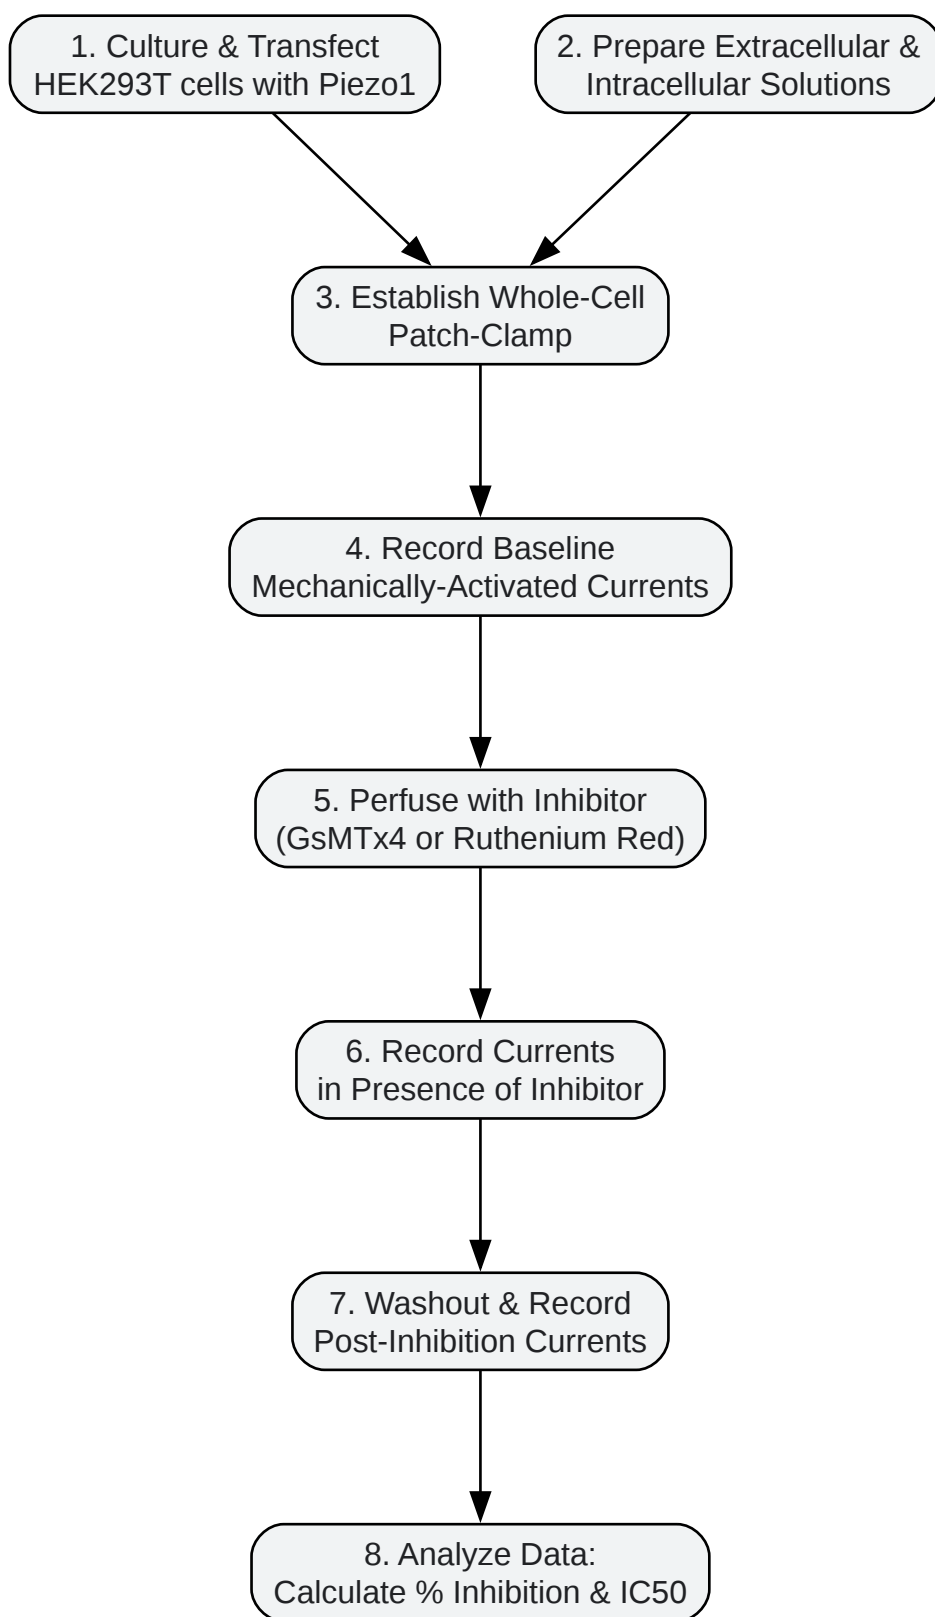 1. Culture & Transfect
HEK293T cells with Piezo1
2. Prepare Extracellular &
Intracellular Solutions
3. Establish Whole-Cell
Patch-Clamp
4. Record Baseline
Mechanically-Activated Currents
5. Perfuse with Inhibitor
(GsMTx4 or Ruthenium Red)
6. Record Currents
in Presence of Inhibitor
7. Washout & Record
Post-Inhibition Currents
8. Analyze Data:
Calculate % Inhibition & IC50